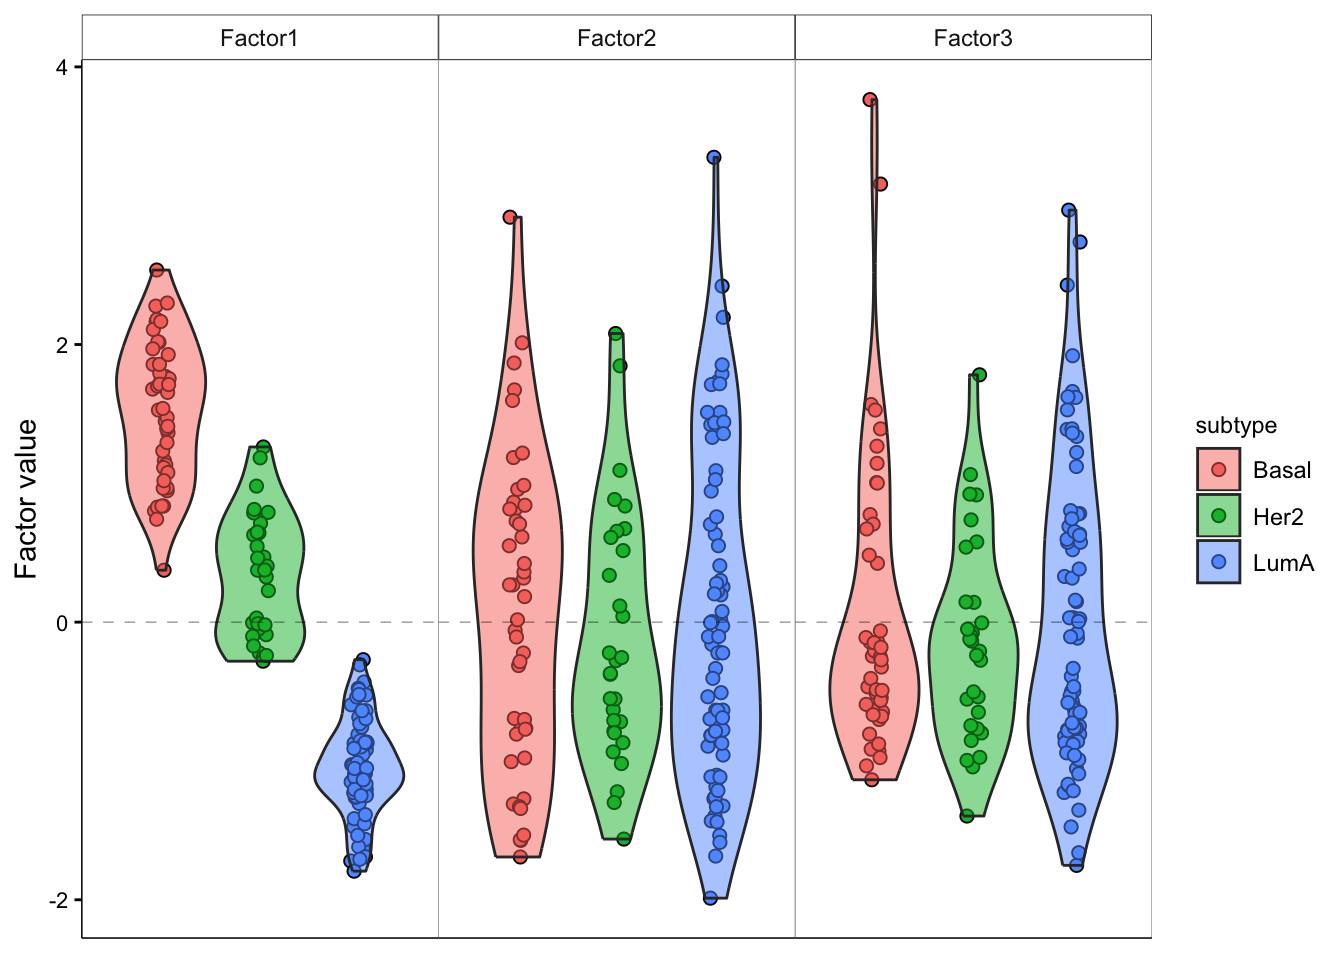 Factor1 Factor2 Factor3
4
2
0
-2
Factor value
subtype
Basal
Her2
LumA